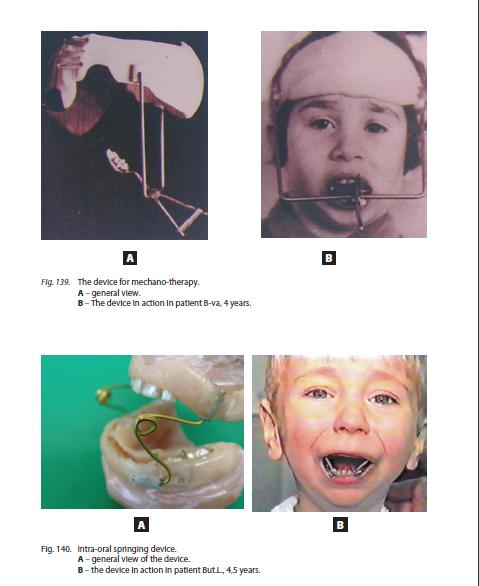 A
B
Fig. 139. The device for mechano-therapy.
A – general view.
B – The device in action in patient B-va, 4 years.
A
B
Fig. 140. Intra-oral springing device.
A – general view of the device.
B – the device in action in patient But.L., 4,5 years.